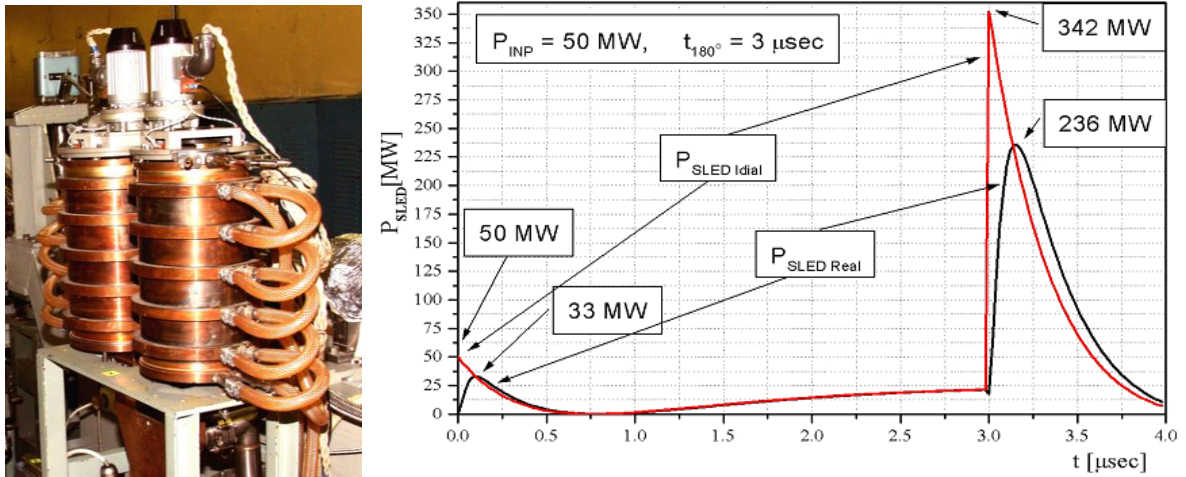 P_INP = 50 MW, t_180° = 3 μsec
342 MW
236 MW
P_SLED Idial
50 MW
P_SLED Real
33 MW
P_SLED[MW]
350
325
300
275
250
225
200
175
150
125
100
75
50
25
0
0.0 0.5 1.0 1.5 2.0 2.5 3.0 3.5 4.0
t [μsec]